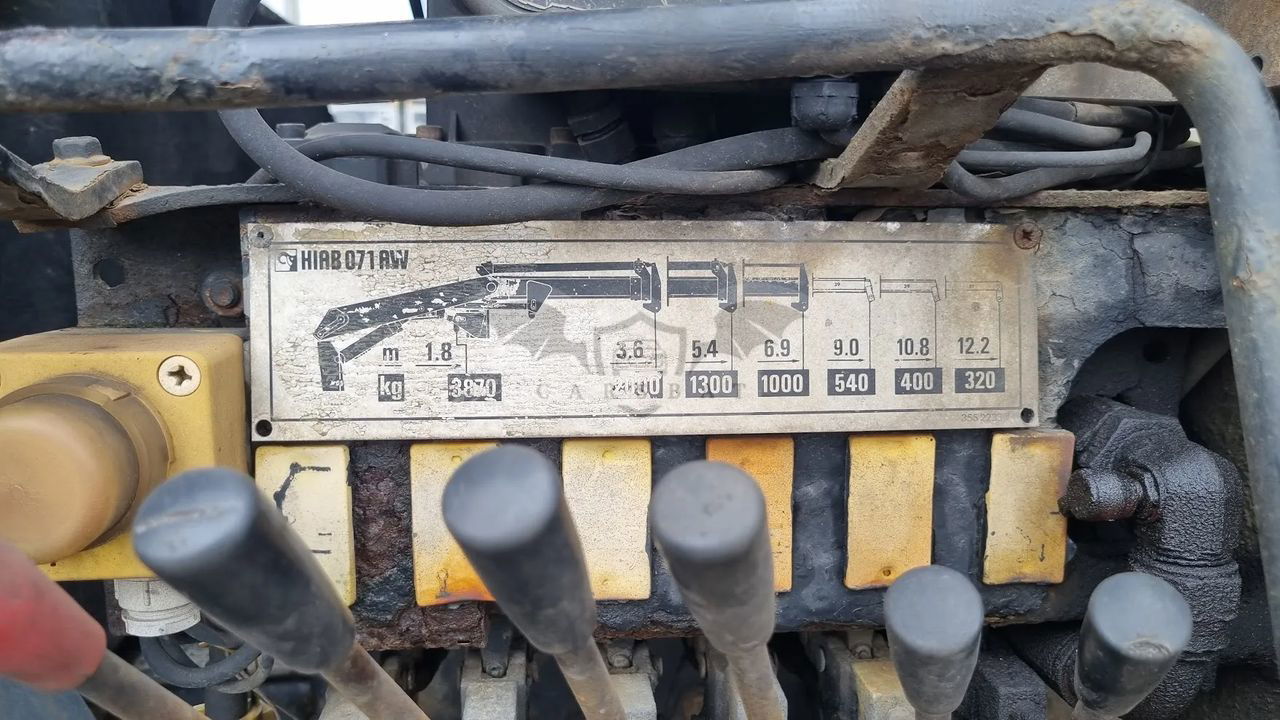 HIAB 071 AW
m 1.8 3.6 5.4 6.9 9.0 10.8 12.2
kg 3870 1300 1000 540 400 320